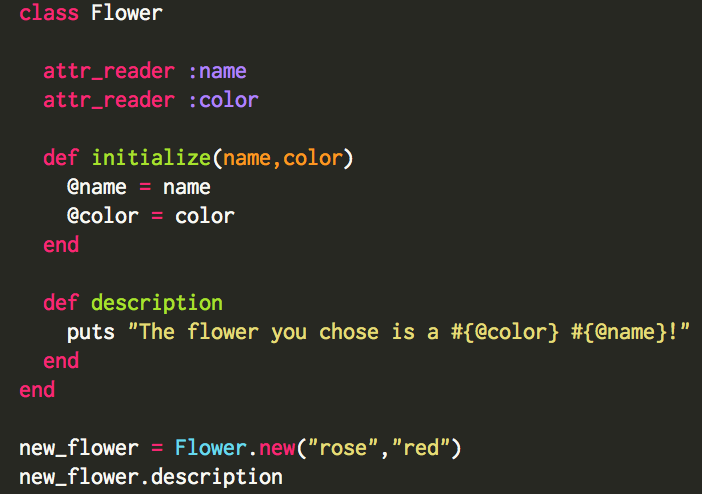 class Flower
  attr_reader :name
  attr_reader :color
  def initialize(name,color)
    @name = name
    @color = color
  end
  def description
    puts "The flower you chose is a #{@color} #{@name}!"
  end
end
new_flower = Flower.new("rose","red")
new_flower.description